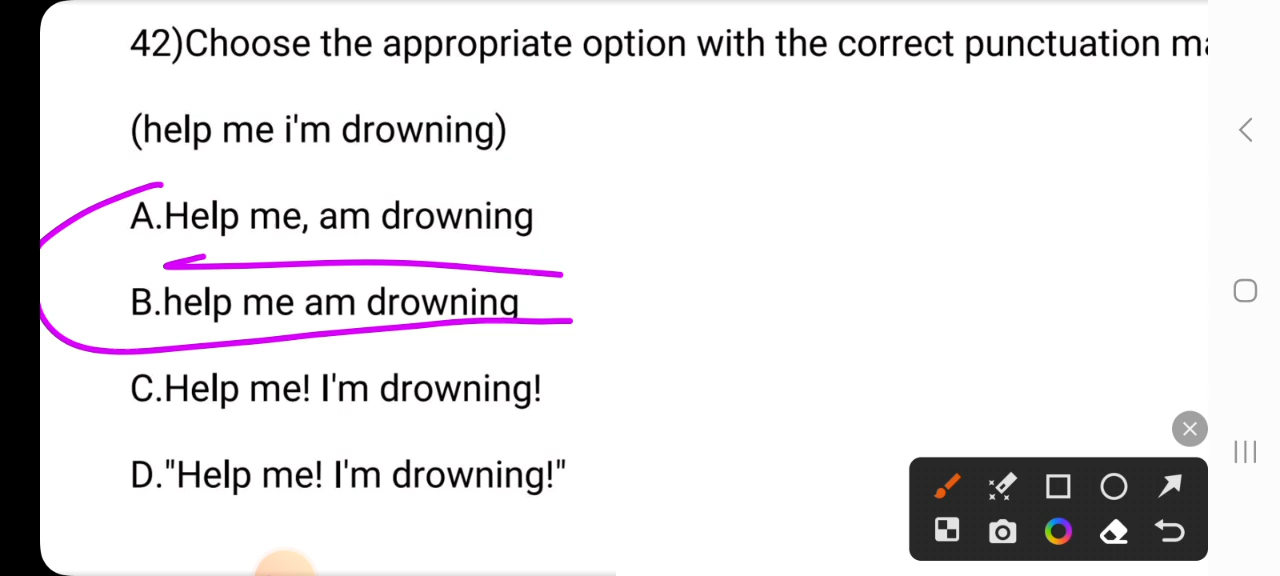 42)Choose the appropriate option with the correct punctuation
(help me i'm drowning)
A.Help me, am drowning
B.help me am drowning
C.Help me! I'm drowning!
D."Help me! I'm drowning!"